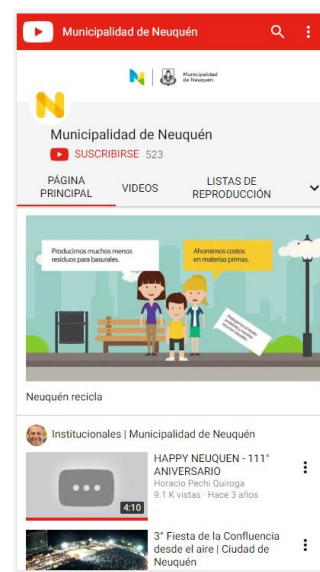 Municipalidad de Neuquén
Municipalidad
de Neuquén
Municipalidad de Neuquén
SUSCRIBIRSE 523
PÁGINA
PRINCIPAL
VIDEOS
LISTAS DE
REPRODUCCIÓN
Producimos muchos menos
residuos para basurales.
Ahorramos costos
en materias primas.
Neuquén recicla
Institucionales | Municipalidad de Neuquén
HAPPY NEUQUEN - 111°
ANIVERSARIO
Horacio Pechi Quiroga
9.1 K vistas · Hace 3 años
4:10
3° Fiesta de la Confluencia
desde el aire | Ciudad de
Neuquén